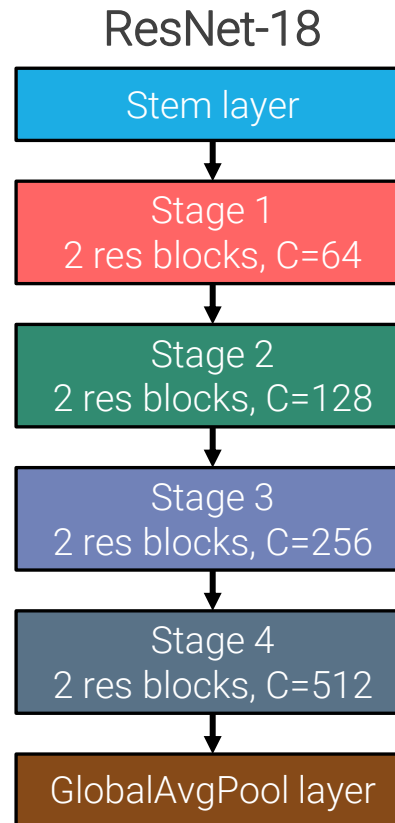 ResNet-18
Stem layer
Stage 1
2 res blocks, C=64
Stage 2
2 res blocks, C=128
Stage 3
2 res blocks, C=256
Stage 4
2 res blocks, C=512
GlobalAvgPool layer